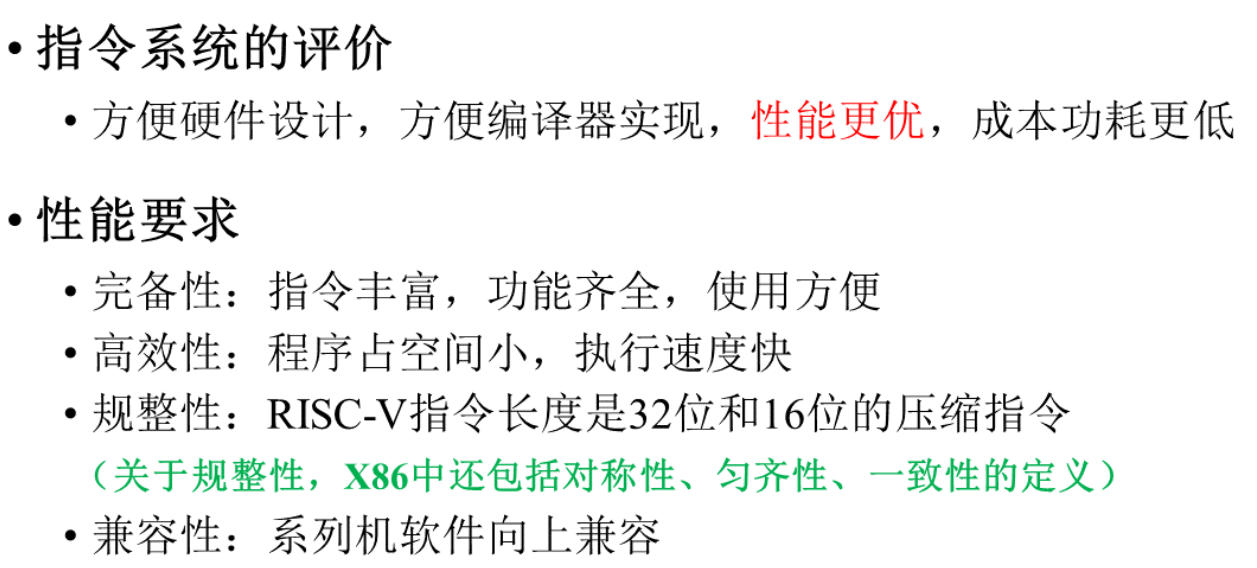 • 指令系统的评价
• 方便硬件设计，方便编译器实现，性能更优，成本功耗更低
• 性能要求
• 完备性：指令丰富，功能齐全，使用方便
• 高效性：程序占空间小，执行速度快
• 规整性：RISC-V指令长度是32位和16位的压缩指令
（关于规整性，X86中还包括对称性、匀齐性、一致性的定义）
• 兼容性：系列机软件向上兼容